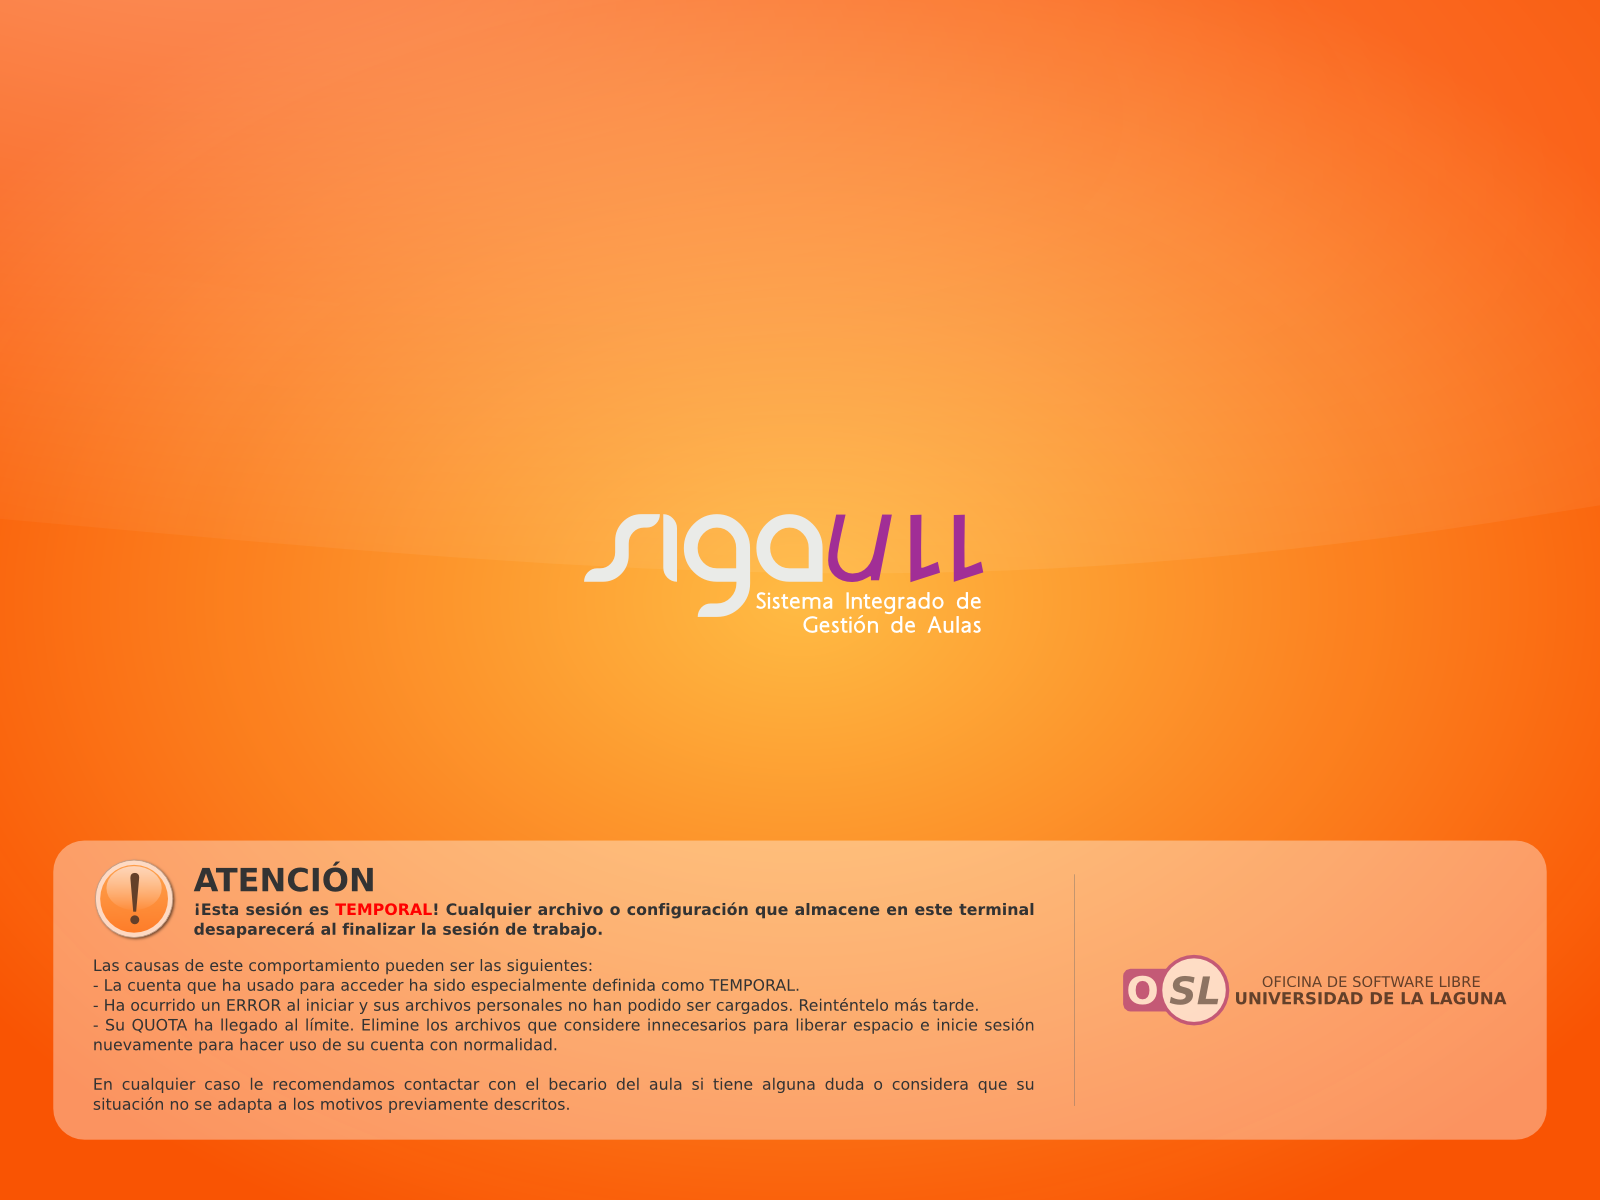 sigaull
Sistema Integrado de
Gestión de Aulas
ATENCIÓN
¡Esta sesión es TEMPORAL! Cualquier archivo o configuración que almacene en este terminal
desaparecerá al finalizar la sesión de trabajo.
Las causas de este comportamiento pueden ser las siguientes:
- La cuenta que ha usado para acceder ha sido especialmente definida como TEMPORAL.
- Ha ocurrido un ERROR al iniciar y sus archivos personales no han podido ser cargados. Reinténtelo más tarde.
- Su QUOTA ha llegado al límite. Elimine los archivos que considere innecesarios para liberar espacio e inicie sesión
nuevamente para hacer uso de su cuenta con normalidad.
En cualquier caso le recomendamos contactar con el becario del aula si tiene alguna duda o considera que su
situación no se adapta a los motivos previamente descritos.
OSL
OFICINA DE SOFTWARE LIBRE
UNIVERSIDAD DE LA LAGUNA